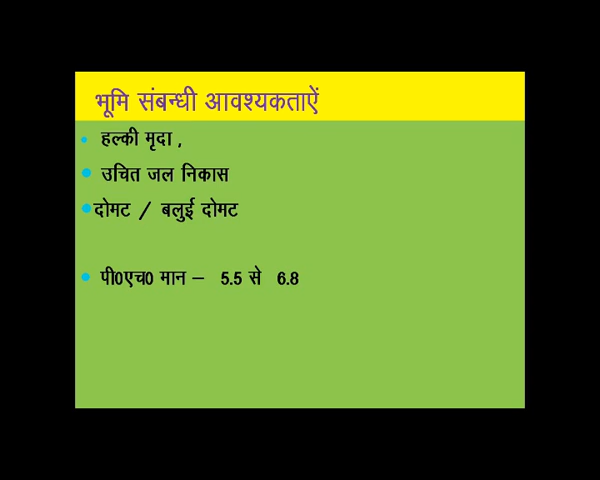 भूमि संबन्धी आवश्यकताऐं
हल्की मृदा ,
उचित जल निकास
दोमट / बलुई दोमट
पी0एच0 मान – 5.5 से 6.8